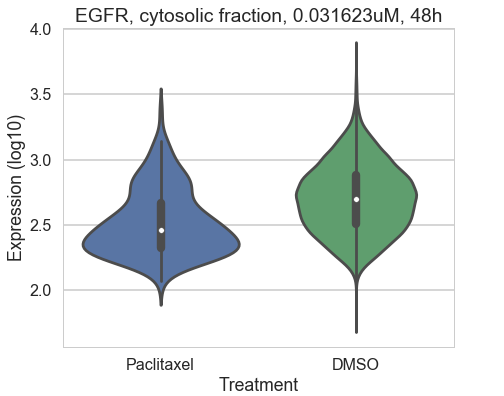 EGFR, cytosolic fraction, 0.031623uM, 48h
4.0
3.5
3.0
2.5
2.0
Expression (log10)
Paclitaxel DMSO
Treatment